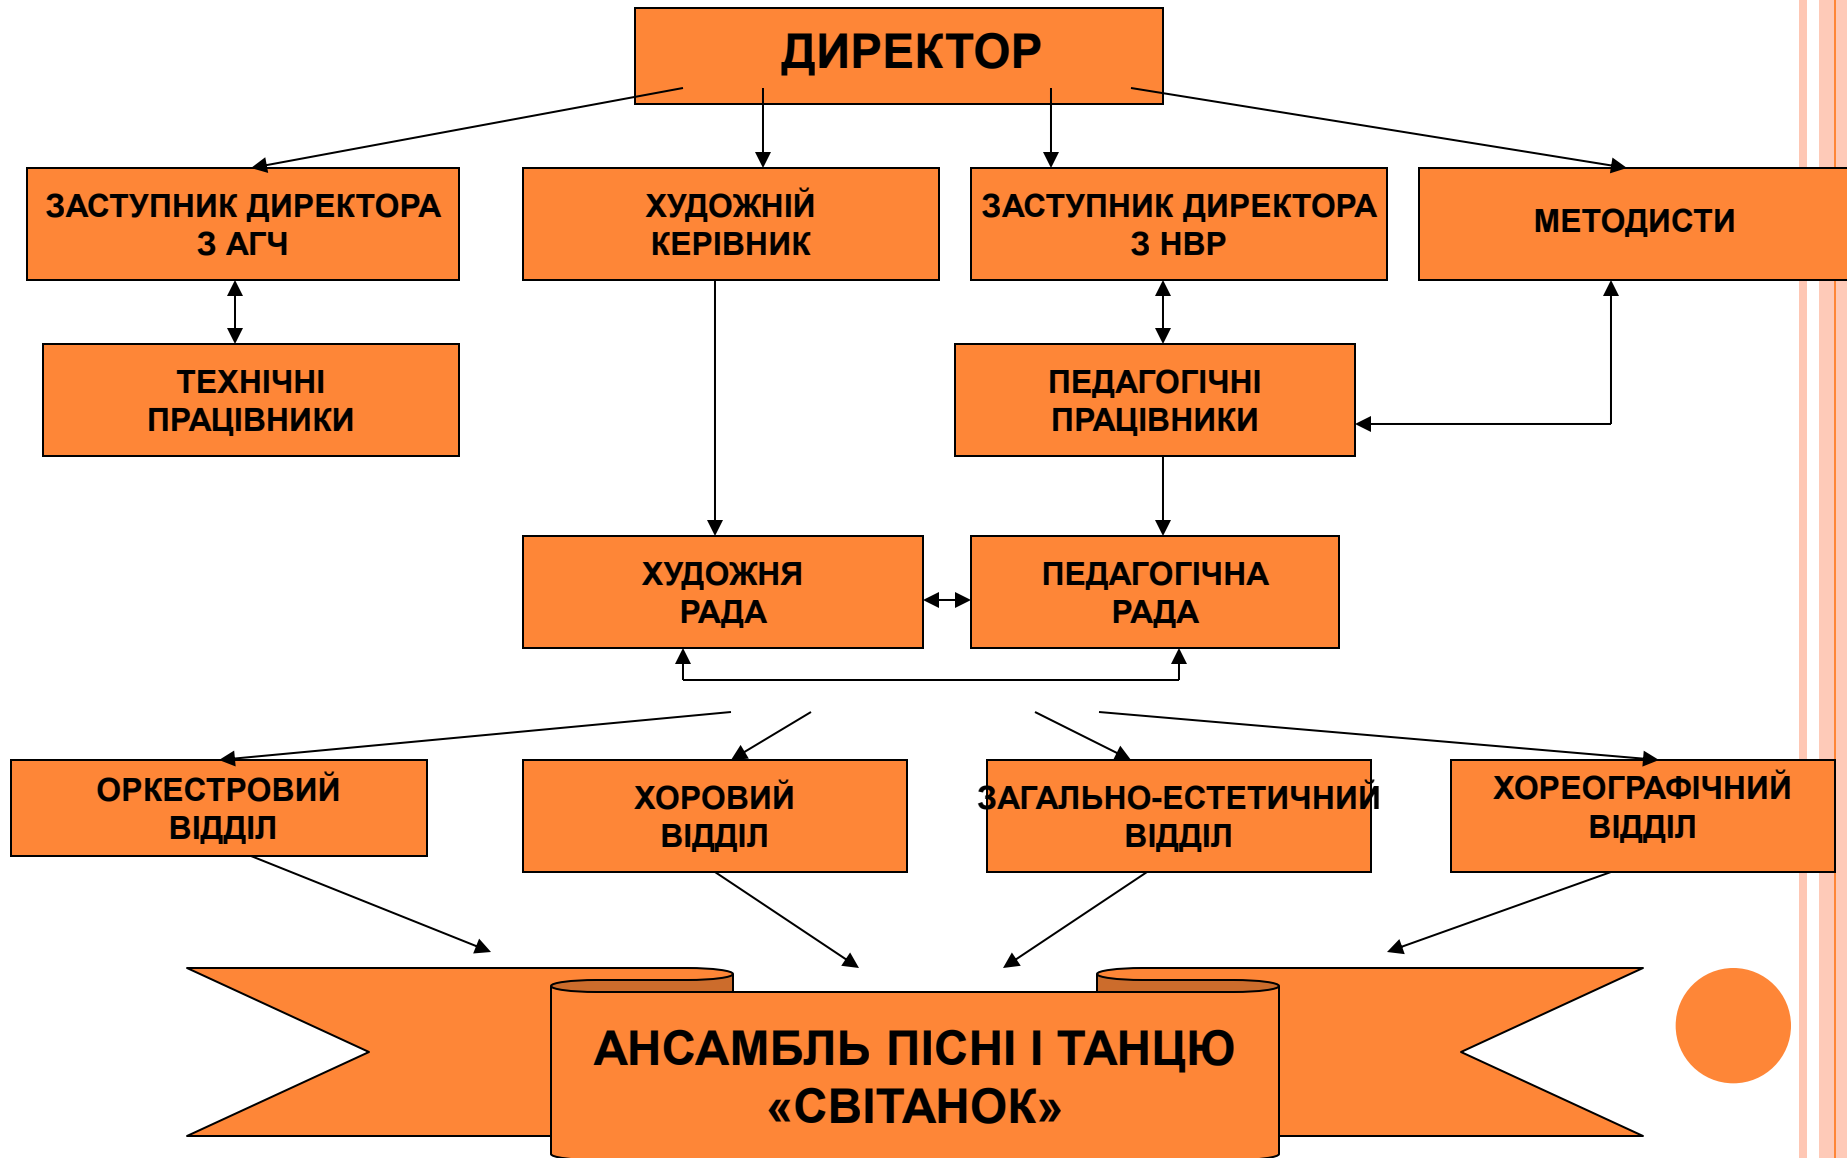 ДИРЕКТОР
ЗАСТУПНИК ДИРЕКТОРА
З АГЧ
ХУДОЖНІЙ
КЕРІВНИК
ЗАСТУПНИК ДИРЕКТОРА
З НВР
МЕТОДИСТИ
ТЕХНІЧНІ
ПРАЦІВНИКИ
ПЕДАГОГІЧНІ
ПРАЦІВНИКИ
ХУДОЖНЯ
РАДА
ПЕДАГОГІЧНА
РАДА
ОРКЕСТРОВИЙ
ВІДДІЛ
ХОРОВИЙ
ВІДДІЛ
ЗАГАЛЬНО-ЕСТЕТИЧНИЙ
ВІДДІЛ
ХОРЕОГРАФІЧНИЙ
ВІДДІЛ
АНСАМБЛЬ ПІСНІ І ТАНЦЮ
«СВІТАНОК»